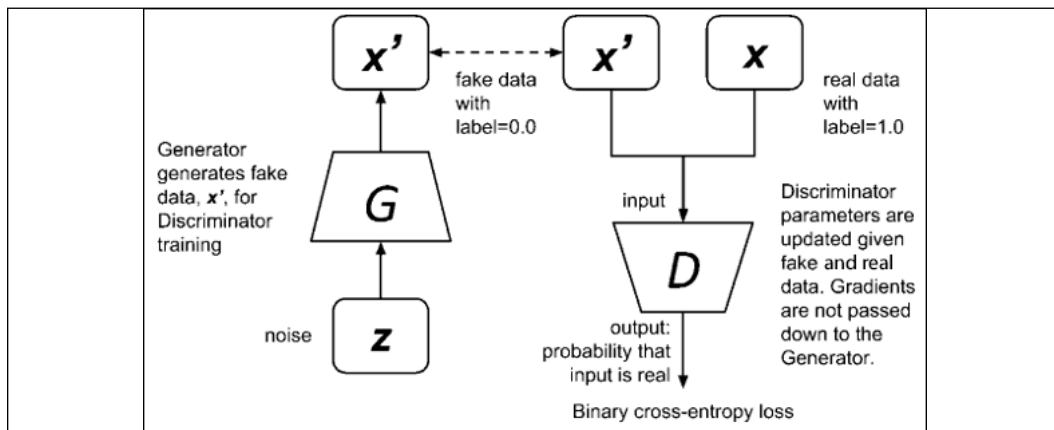 x’
x’
x
fake data
with
label=0.0
real data
with
label=1.0
Generator
generates fake
data, x’, for
Discriminator
training
G
input
Discriminator
parameters are
updated given
fake and real
data. Gradients
are not passed
down to the
Generator.
D
noise
z
output:
probability that
input is real
Binary cross-entropy loss